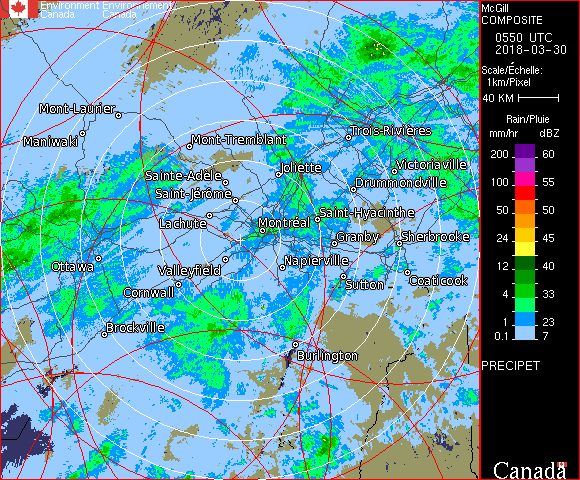 Environment Environnement
Canada Canada
McGill
COMPOSITE
0550 UTC
2018-03-30
Scale/Échelle:
1km/Pixel
40 KM
Rain/Pluie
mm/hr dBZ
200 60
100 55
50 50
24 45
12 40
4 33
1 23
0.1 7
PRECIPET
Canada
Mont-Laurier
Maniwaki
Mont-Tremblant
Trois-Rivières
Victoriaville
Joliette
Sainte-Adèle
Drummondville
Saint-Jérôme
Lachute
Saint-Hyacinthe
Montréal
Granby
Sherbrooke
Ottawa
Valleyfield
Napierville
Cornwall
Sutton
Coaticook
Brockville
Burlington